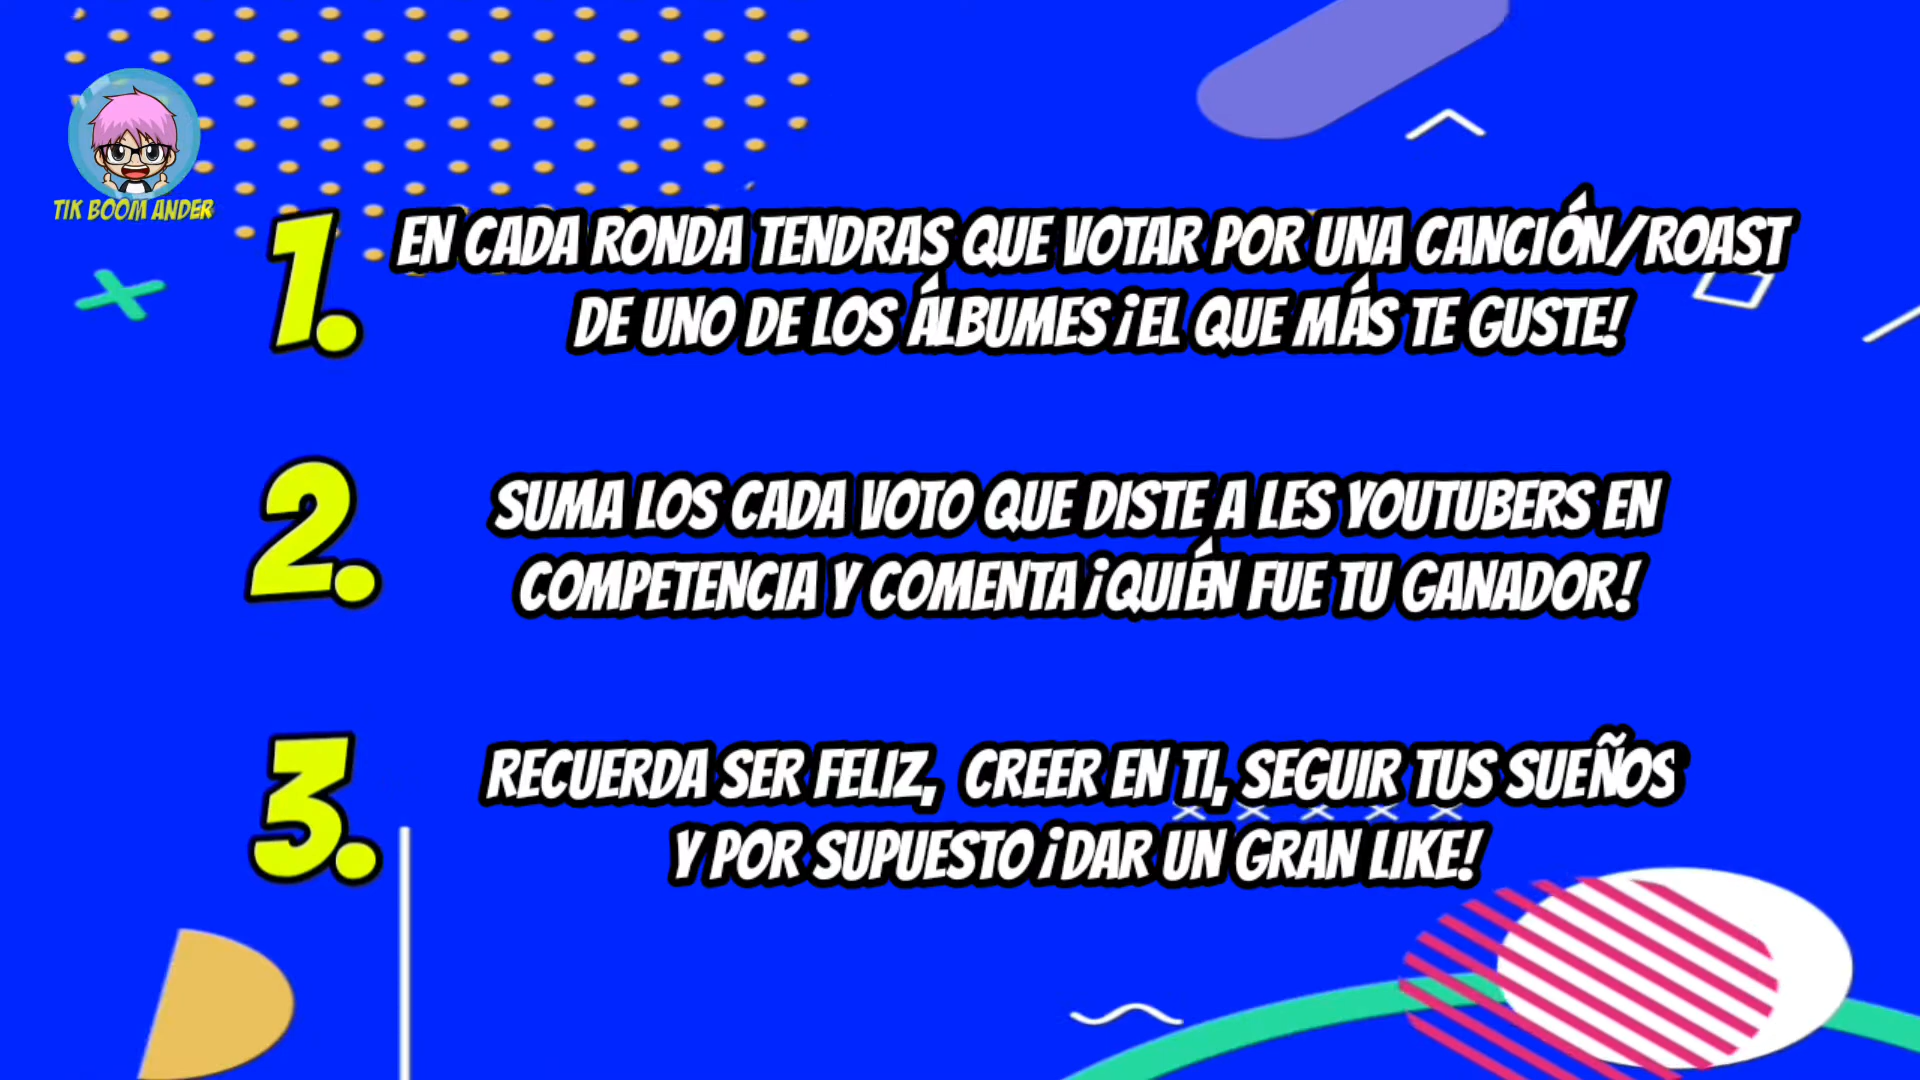 TIK BOOM ANDER
1. EN CADA RONDA TENDRAS QUE VOTAR POR UNA CANCIÓN/ROAST
DE UNO DE LOS ÁLBUMES ¡EL QUE MÁS TE GUSTE!
2. SUMA LOS CADA VOTO QUE DISTE A LES YOUTUBERS EN
COMPETENCIA Y COMENTA ¡QUIÉN FUE TU GANADOR!
3. RECUERDA SER FELIZ, CREER EN TI, SEGUIR TUS SUEÑOS
Y POR SUPUESTO ¡DAR UN GRAN LIKE!